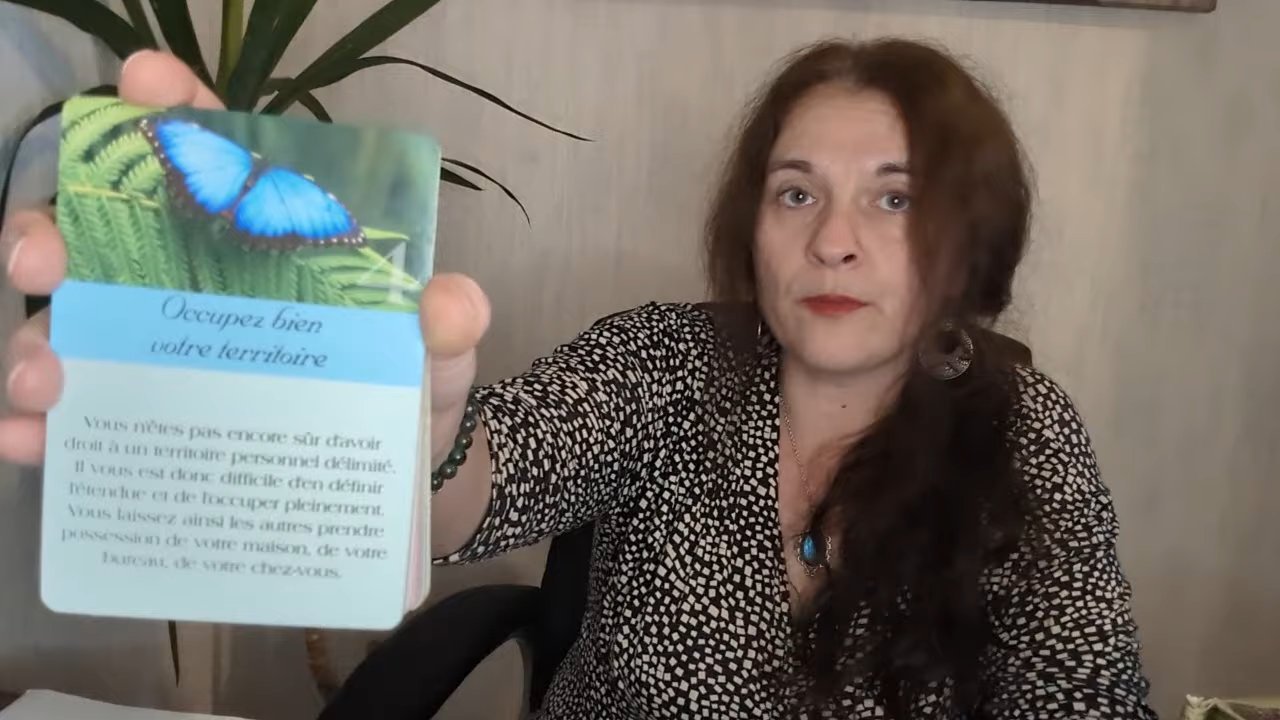 4
Occupez bien
votre territoire
Vous n'êtes pas encore sûr d'avoir
droit à un territoire personnel délimité.
Il vous est donc difficile d'en définir
l'étendue et de l'occuper pleinement.
Vous laissez ainsi les autres prendre
possession de votre maison, de votre
bureau, de votre chez-vous.